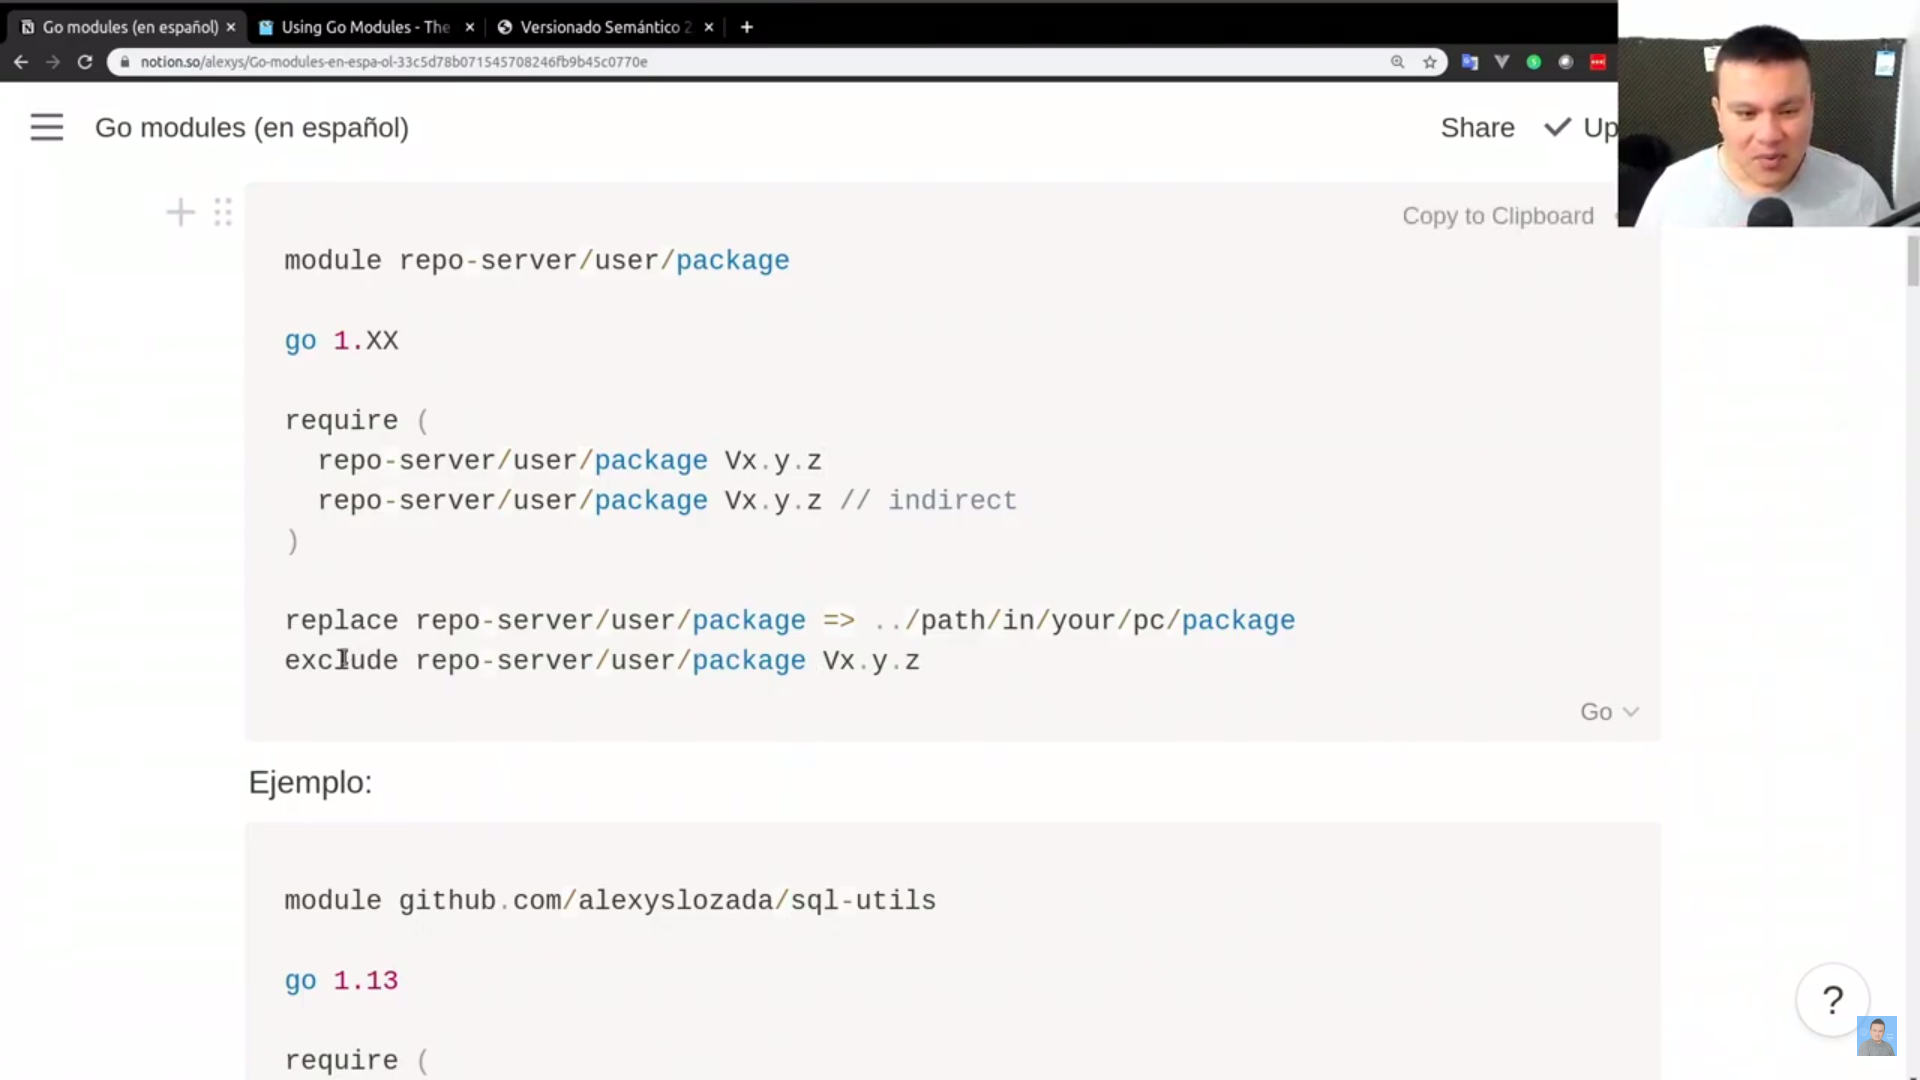 Go modules (en español)
Using Go Modules - The
Versionado Semántico 2
notion.so/alexys/Go-modules-en-espa-ol-33c5d78b071545708246fb9b45c0770e
Go modules (en español)
Share
Up
Copy to Clipboard
module repo-server/user/package
go 1.XX
require (
repo-server/user/package Vx.y.z
repo-server/user/package Vx.y.z // indirect
)
replace repo-server/user/package => ../path/in/your/pc/package
exclude repo-server/user/package Vx.y.z
Go
Ejemplo:
module github.com/alexyslozada/sql-utils
go 1.13
require (
?